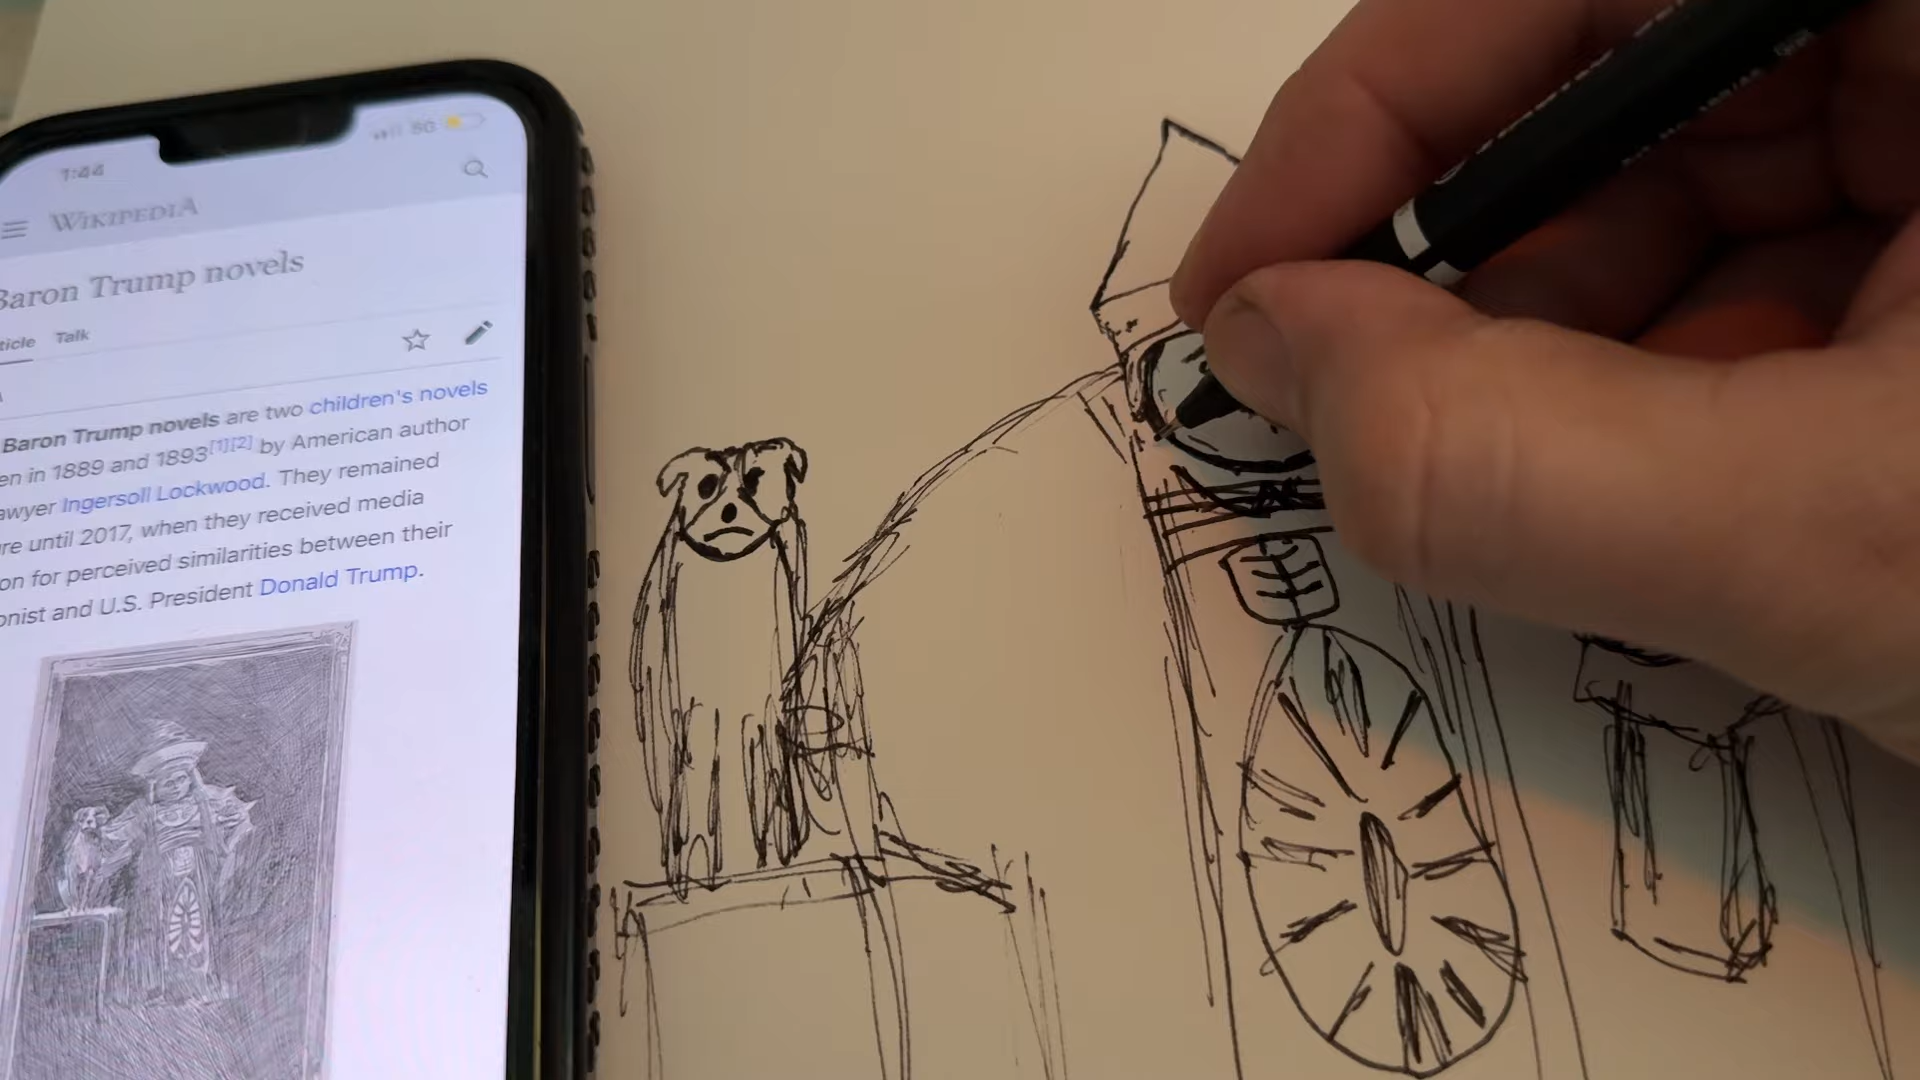 1:44
5G
WIKIPEDIA
Baron Trump novels
ticle Talk
Baron Trump novels are two children's novels
en in 1889 and 1893[1][2] by American author
awyer Ingersoll Lockwood. They remained
re until 2017, when they received media
on for perceived similarities between their
onist and U.S. President Donald Trump.